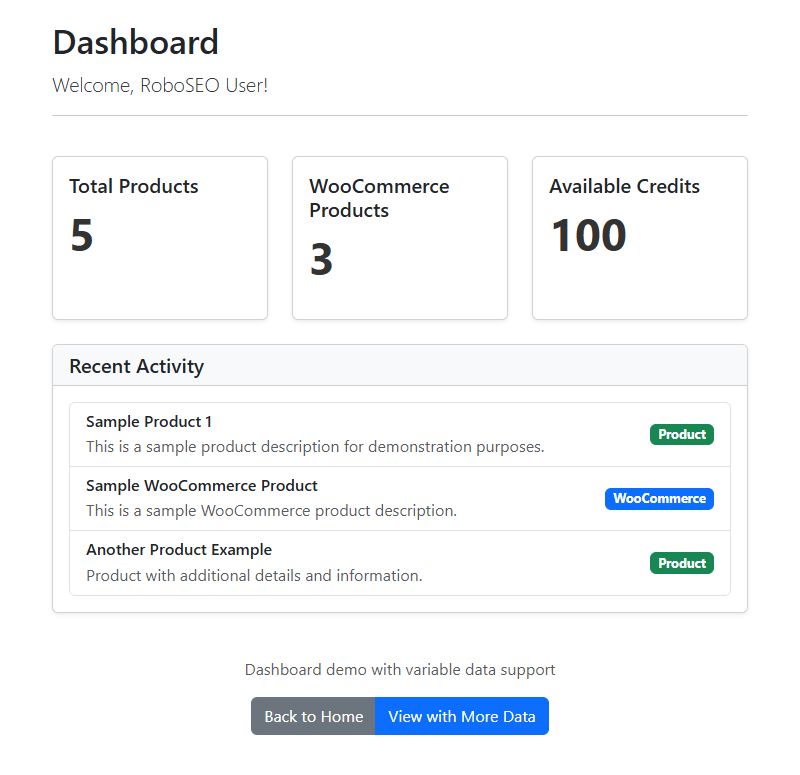 Dashboard
Welcome, RoboSEO User!
Total Products
5
WooCommerce
Products
3
Available Credits
100
Recent Activity
Sample Product 1
This is a sample product description for demonstration purposes.
Product
Sample WooCommerce Product
This is a sample WooCommerce product description.
WooCommerce
Another Product Example
Product with additional details and information.
Product
Dashboard demo with variable data support
Back to Home
View with More Data